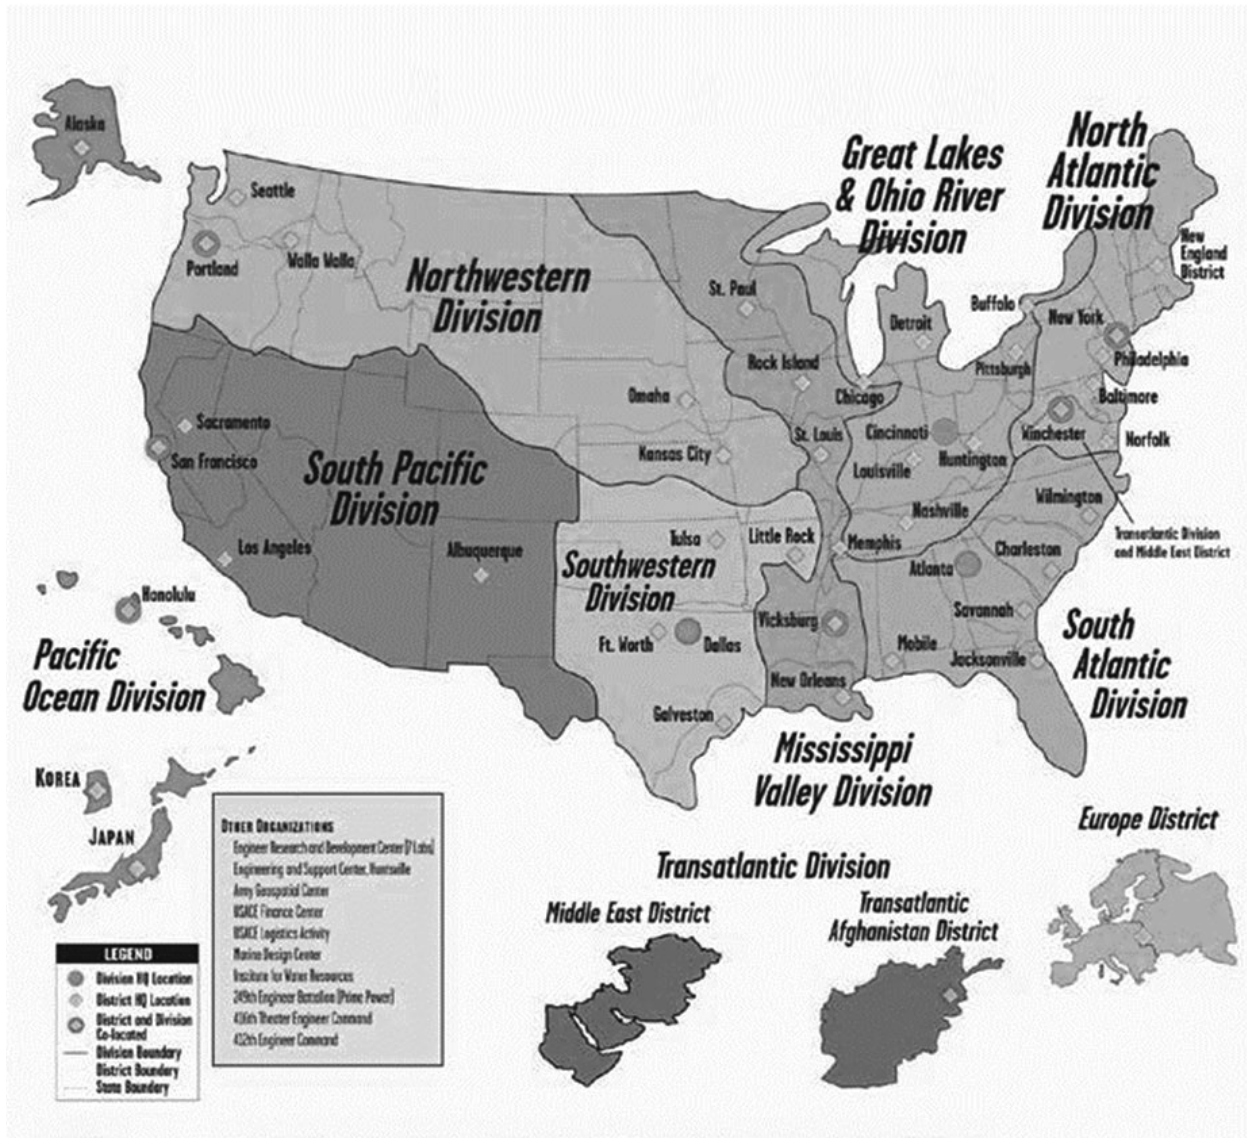 Alaska
Great Lakes
& Ohio River
Division
North
Atlantic
Division
Seattle
Portland
Walla Walla
Northwestern
Division
St. Paul
Buffalo
New York
New
England
District
Detroit
Pittsburgh
Philadelphia
Rock Island
Chicago
Baltimore
Omaha
Sacramento
San Francisco
South Pacific
Division
Kansas City
St. Louis
Cincinnati
Louisville
Huntington
Winchester
Norfolk
Nashville
Wilmington
Transatlantic Division
and Middle East District
Los Angeles
Albuquerque
Tulsa
Little Rock
Memphis
Atlanta
Charleston
Southwestern
Division
Honolulu
Ft. Worth
Dallas
Vicksburg
Mobile
Savannah
Jacksonville
South
Atlantic
Division
Pacific
Ocean Division
New Orleans
Galveston
Mississippi
Valley Division
KOREA
JAPAN
OTHER ORGANIZATIONS
Engineer Research and Development Center (7 Labs)
Engineering and Support Center, Huntsville
Army Geospatial Center
USACE Finance Center
USACE Logistics Activity
Marine Design Center
Institute for Water Resources
249th Engineer Battalion (Prime Power)
416th Theater Engineer Command
412th Engineer Command
Transatlantic Division
Middle East District
Transatlantic
Afghanistan District
Europe District
LEGEND
Division HQ Location
District HQ Location
District and Division
Co-located
Division Boundary
District Boundary
State Boundary